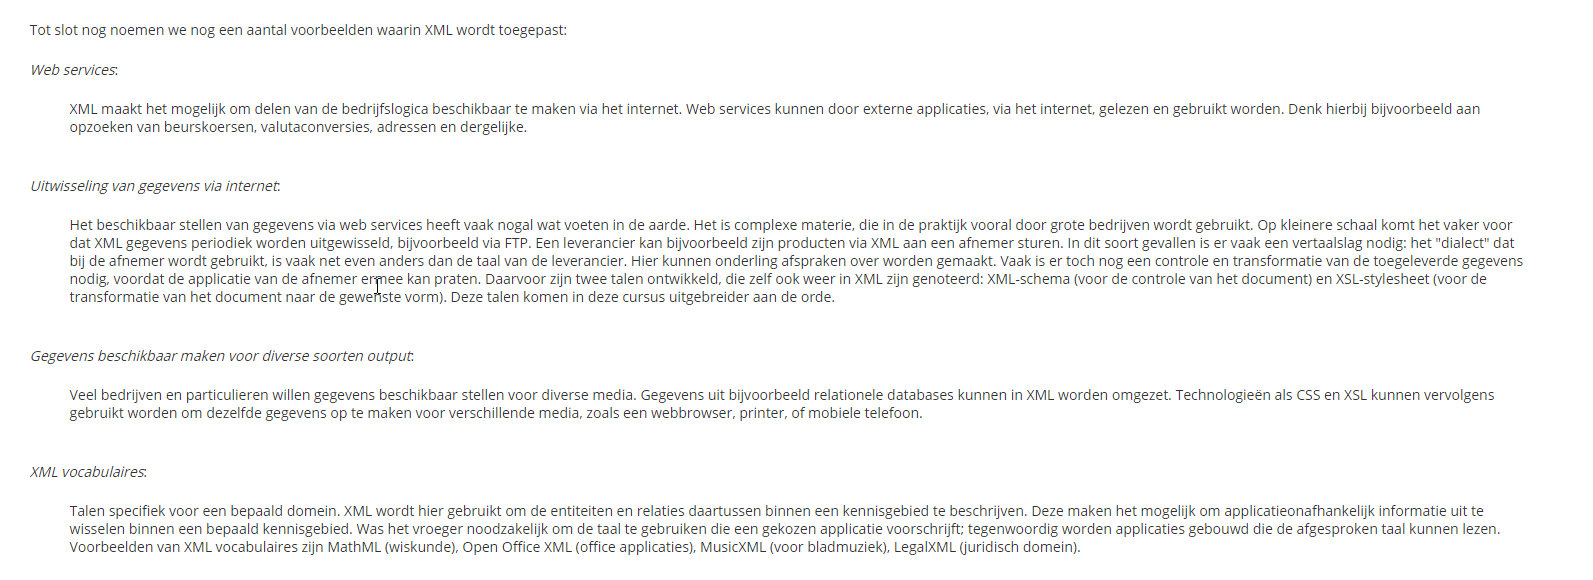 Tot slot nog noemen we nog een aantal voorbeelden waarin XML wordt toegepast:
Web services:
XML maakt het mogelijk om delen van de bedrijfslogica beschikbaar te maken via het internet. Web services kunnen door externe applicaties, via het internet, gelezen en gebruikt worden. Denk hierbij bijvoorbeeld aan
opzoeken van beurskoersen, valutaconversies, adressen en dergelijke.
Uitwisseling van gegevens via internet:
Het beschikbaar stellen van gegevens via web services heeft vaak nogal wat voeten in de aarde. Het is complexe materie, die in de praktijk vooral door grote bedrijven wordt gebruikt. Op kleinere schaal komt het vaker voor
dat XML gegevens periodiek worden uitgewisseld, bijvoorbeeld via FTP. Een leverancier kan bijvoorbeeld zijn producten via XML aan een afnemer sturen. In dit soort gevallen is er vaak een vertaalslag nodig: het "dialect" dat
bij de afnemer wordt gebruikt, is vaak net even anders dan de taal van de leverancier. Hier kunnen onderling afspraken over worden gemaakt. Vaak is er toch nog een controle en transformatie van de toegeleverde gegevens
nodig, voordat de applicatie van de afnemer ermee kan praten. Daarvoor zijn twee talen ontwikkeld, die zelf ook weer in XML zijn genoteerd: XML-schema (voor de controle van het document) en XSL-stylesheet (voor de
transformatie van het document naar de gewenste vorm). Deze talen komen in deze cursus uitgebreider aan de orde.
Gegevens beschikbaar maken voor diverse soorten output:
Veel bedrijven en particulieren willen gegevens beschikbaar stellen voor diverse media. Gegevens uit bijvoorbeeld relationele databases kunnen in XML worden omgezet. Technologieën als CSS en XSL kunnen vervolgens
gebruikt worden om dezelfde gegevens op te maken voor verschillende media, zoals een webbrowser, printer, of mobiele telefoon.
XML vocabulaires:
Talen specifiek voor een bepaald domein. XML wordt hier gebruikt om de entiteiten en relaties daartussen binnen een kennisgebied te beschrijven. Deze maken het mogelijk om applicatieonafhankelijk informatie uit te
wisselen binnen een bepaald kennisgebied. Was het vroeger noodzakelijk om de taal te gebruiken die een gekozen applicatie voorschrijft; tegenwoordig worden applicaties gebouwd die de afgesproken taal kunnen lezen.
Voorbeelden van XML vocabulaires zijn MathML (wiskunde), Open Office XML (office applicaties), MusicXML (voor bladmuziek), LegalXML (juridisch domein).